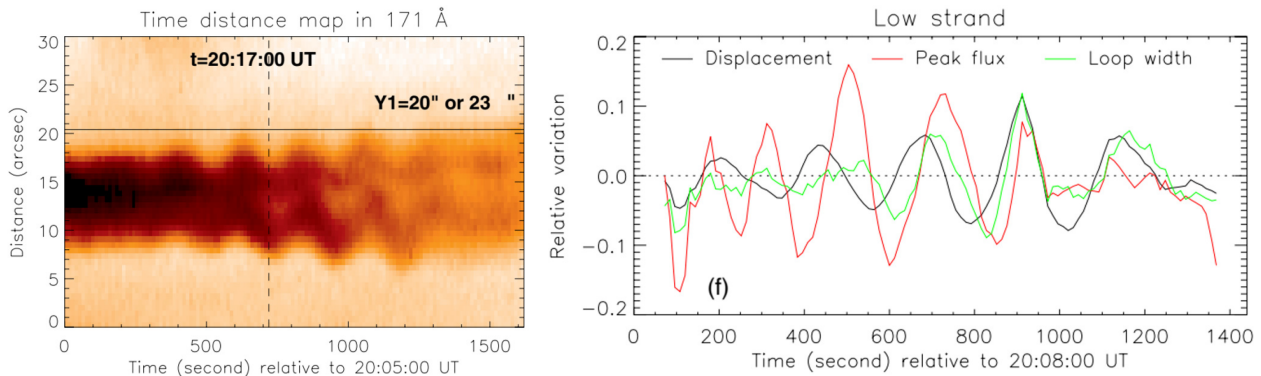 Time distance map in 171 Å
30
25
20
15
10
5
0
Distance (arcsec)
t=20:17:00 UT
Y1=20" or 23 "
0
500
1000
1500
Time (second) relative to 20:05:00 UT
Low strand
0.2
0.1
0.0
−0.1
−0.2
Relative variation
Displacement
Peak flux
Loop width
(f)
0
200
400
600
800
1000
1200
1400
Time (second) relative to 20:08:00 UT